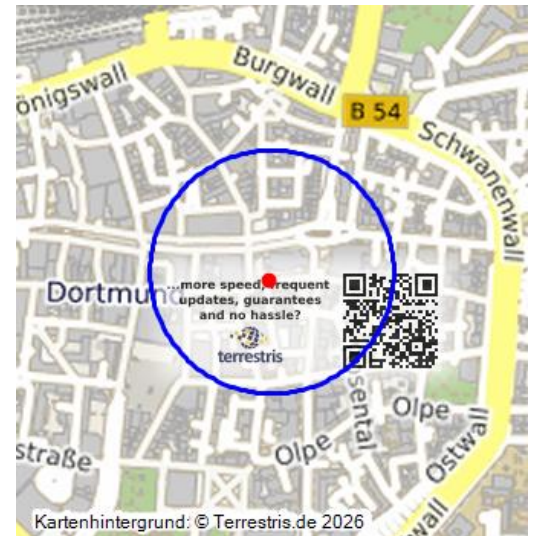 Burgwall
önigswall
B 54
Schwanenwall
...more speed, frequent
updates, guarantees
and no hassle?
Dortmund
terrestris
sental
Olpe
Olpe
Ostwall
straße
wall
Kartenhintergrund: © Terrestris.de 2026